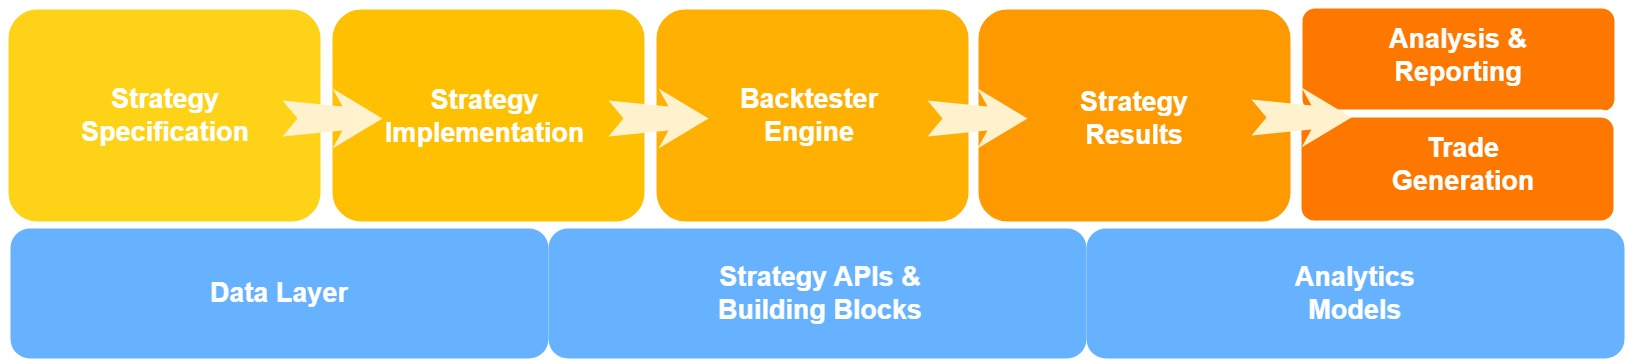 Strategy
Specification
Strategy
Implementation
Backtester
Engine
Strategy
Results
Analysis &
Reporting
Trade
Generation
Data Layer
Strategy APIs &
Building Blocks
Analytics
Models